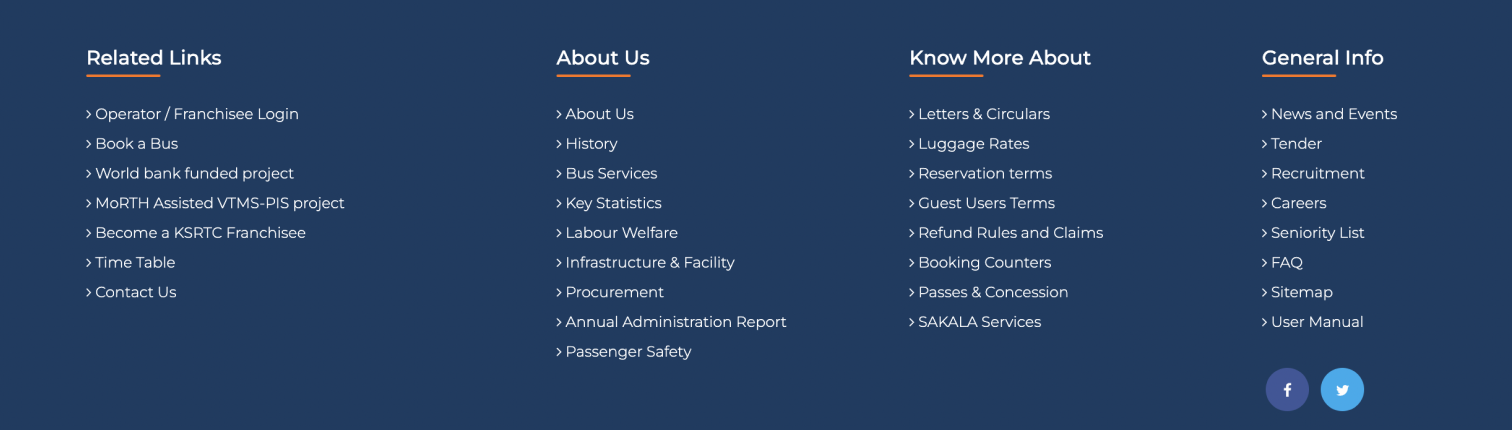 Related Links
> Operator / Franchisee Login
> Book a Bus
> World bank funded project
> MoRTH Assisted VTMS-PIS project
> Become a KSRTC Franchisee
> Time Table
> Contact Us
About Us
> About Us
> History
> Bus Services
> Key Statistics
> Labour Welfare
> Infrastructure & Facility
> Procurement
> Annual Administration Report
> Passenger Safety
Know More About
> Letters & Circulars
> Luggage Rates
> Reservation terms
> Guest Users Terms
> Refund Rules and Claims
> Booking Counters
> Passes & Concession
> SAKALA Services
General Info
> News and Events
> Tender
> Recruitment
> Careers
> Seniority List
> FAQ
> Sitemap
> User Manual